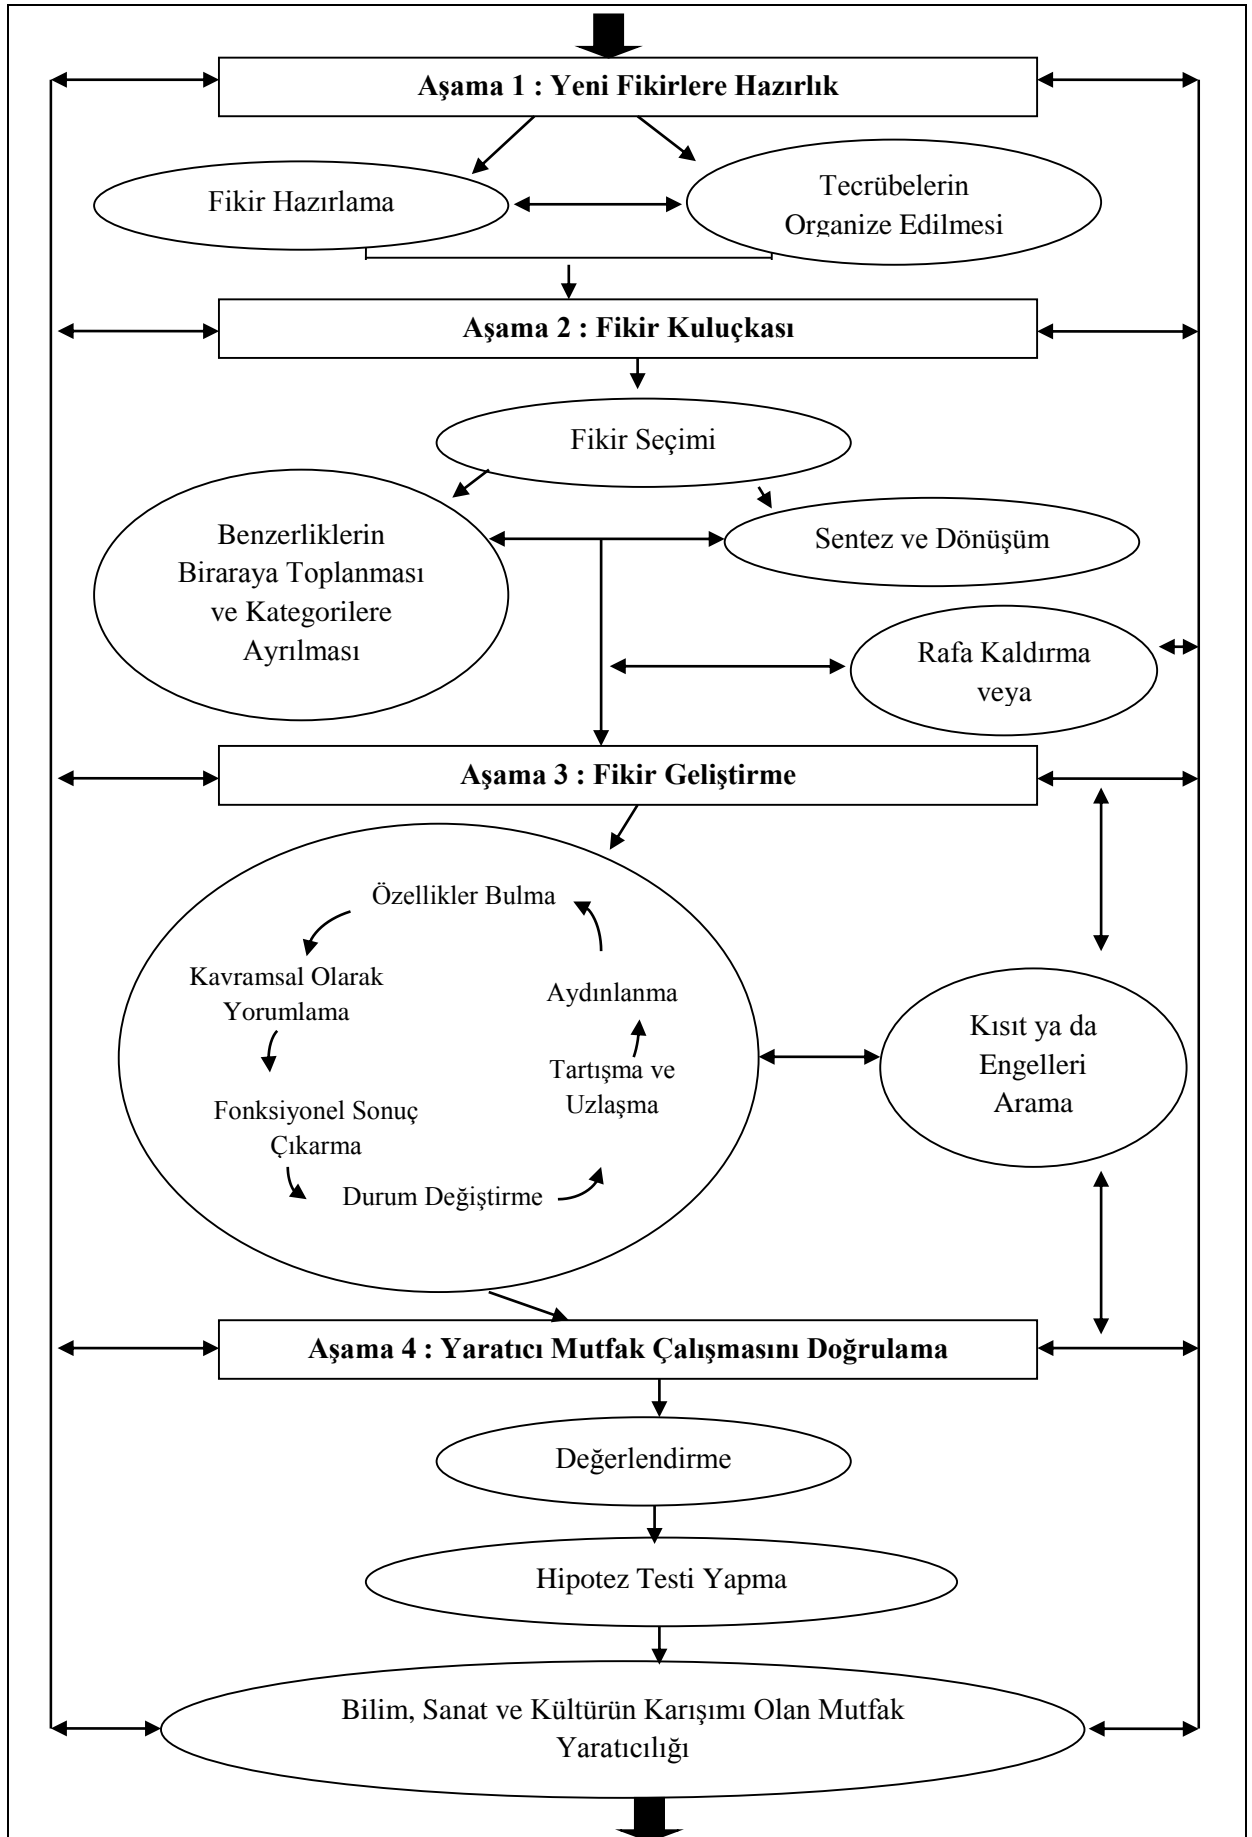 Aşama 1 : Yeni Fikirlere Hazırlık
Fikir Hazırlama
Tecrübelerin
Organize Edilmesi
Aşama 2 : Fikir Kuluçkası
Fikir Seçimi
Benzerliklerin
Biraraya Toplanması
ve Kategorilere
Ayrılması
Sentez ve Dönüşüm
Rafa Kaldırma
veya
Aşama 3 : Fikir Geliştirme
Özellikler Bulma
Kavramsal Olarak
Yorumlama
Fonksiyonel Sonuç
Çıkarma
Durum Değiştirme
Tartışma ve
Uzlaşma
Aydınlanma
Kısıt ya da
Engelleri
Arama
Aşama 4 : Yaratıcı Mutfak Çalışmasını Doğrulama
Değerlendirme
Hipotez Testi Yapma
Bilim, Sanat ve Kültürün Karışımı Olan Mutfak
Yaratıcılığı